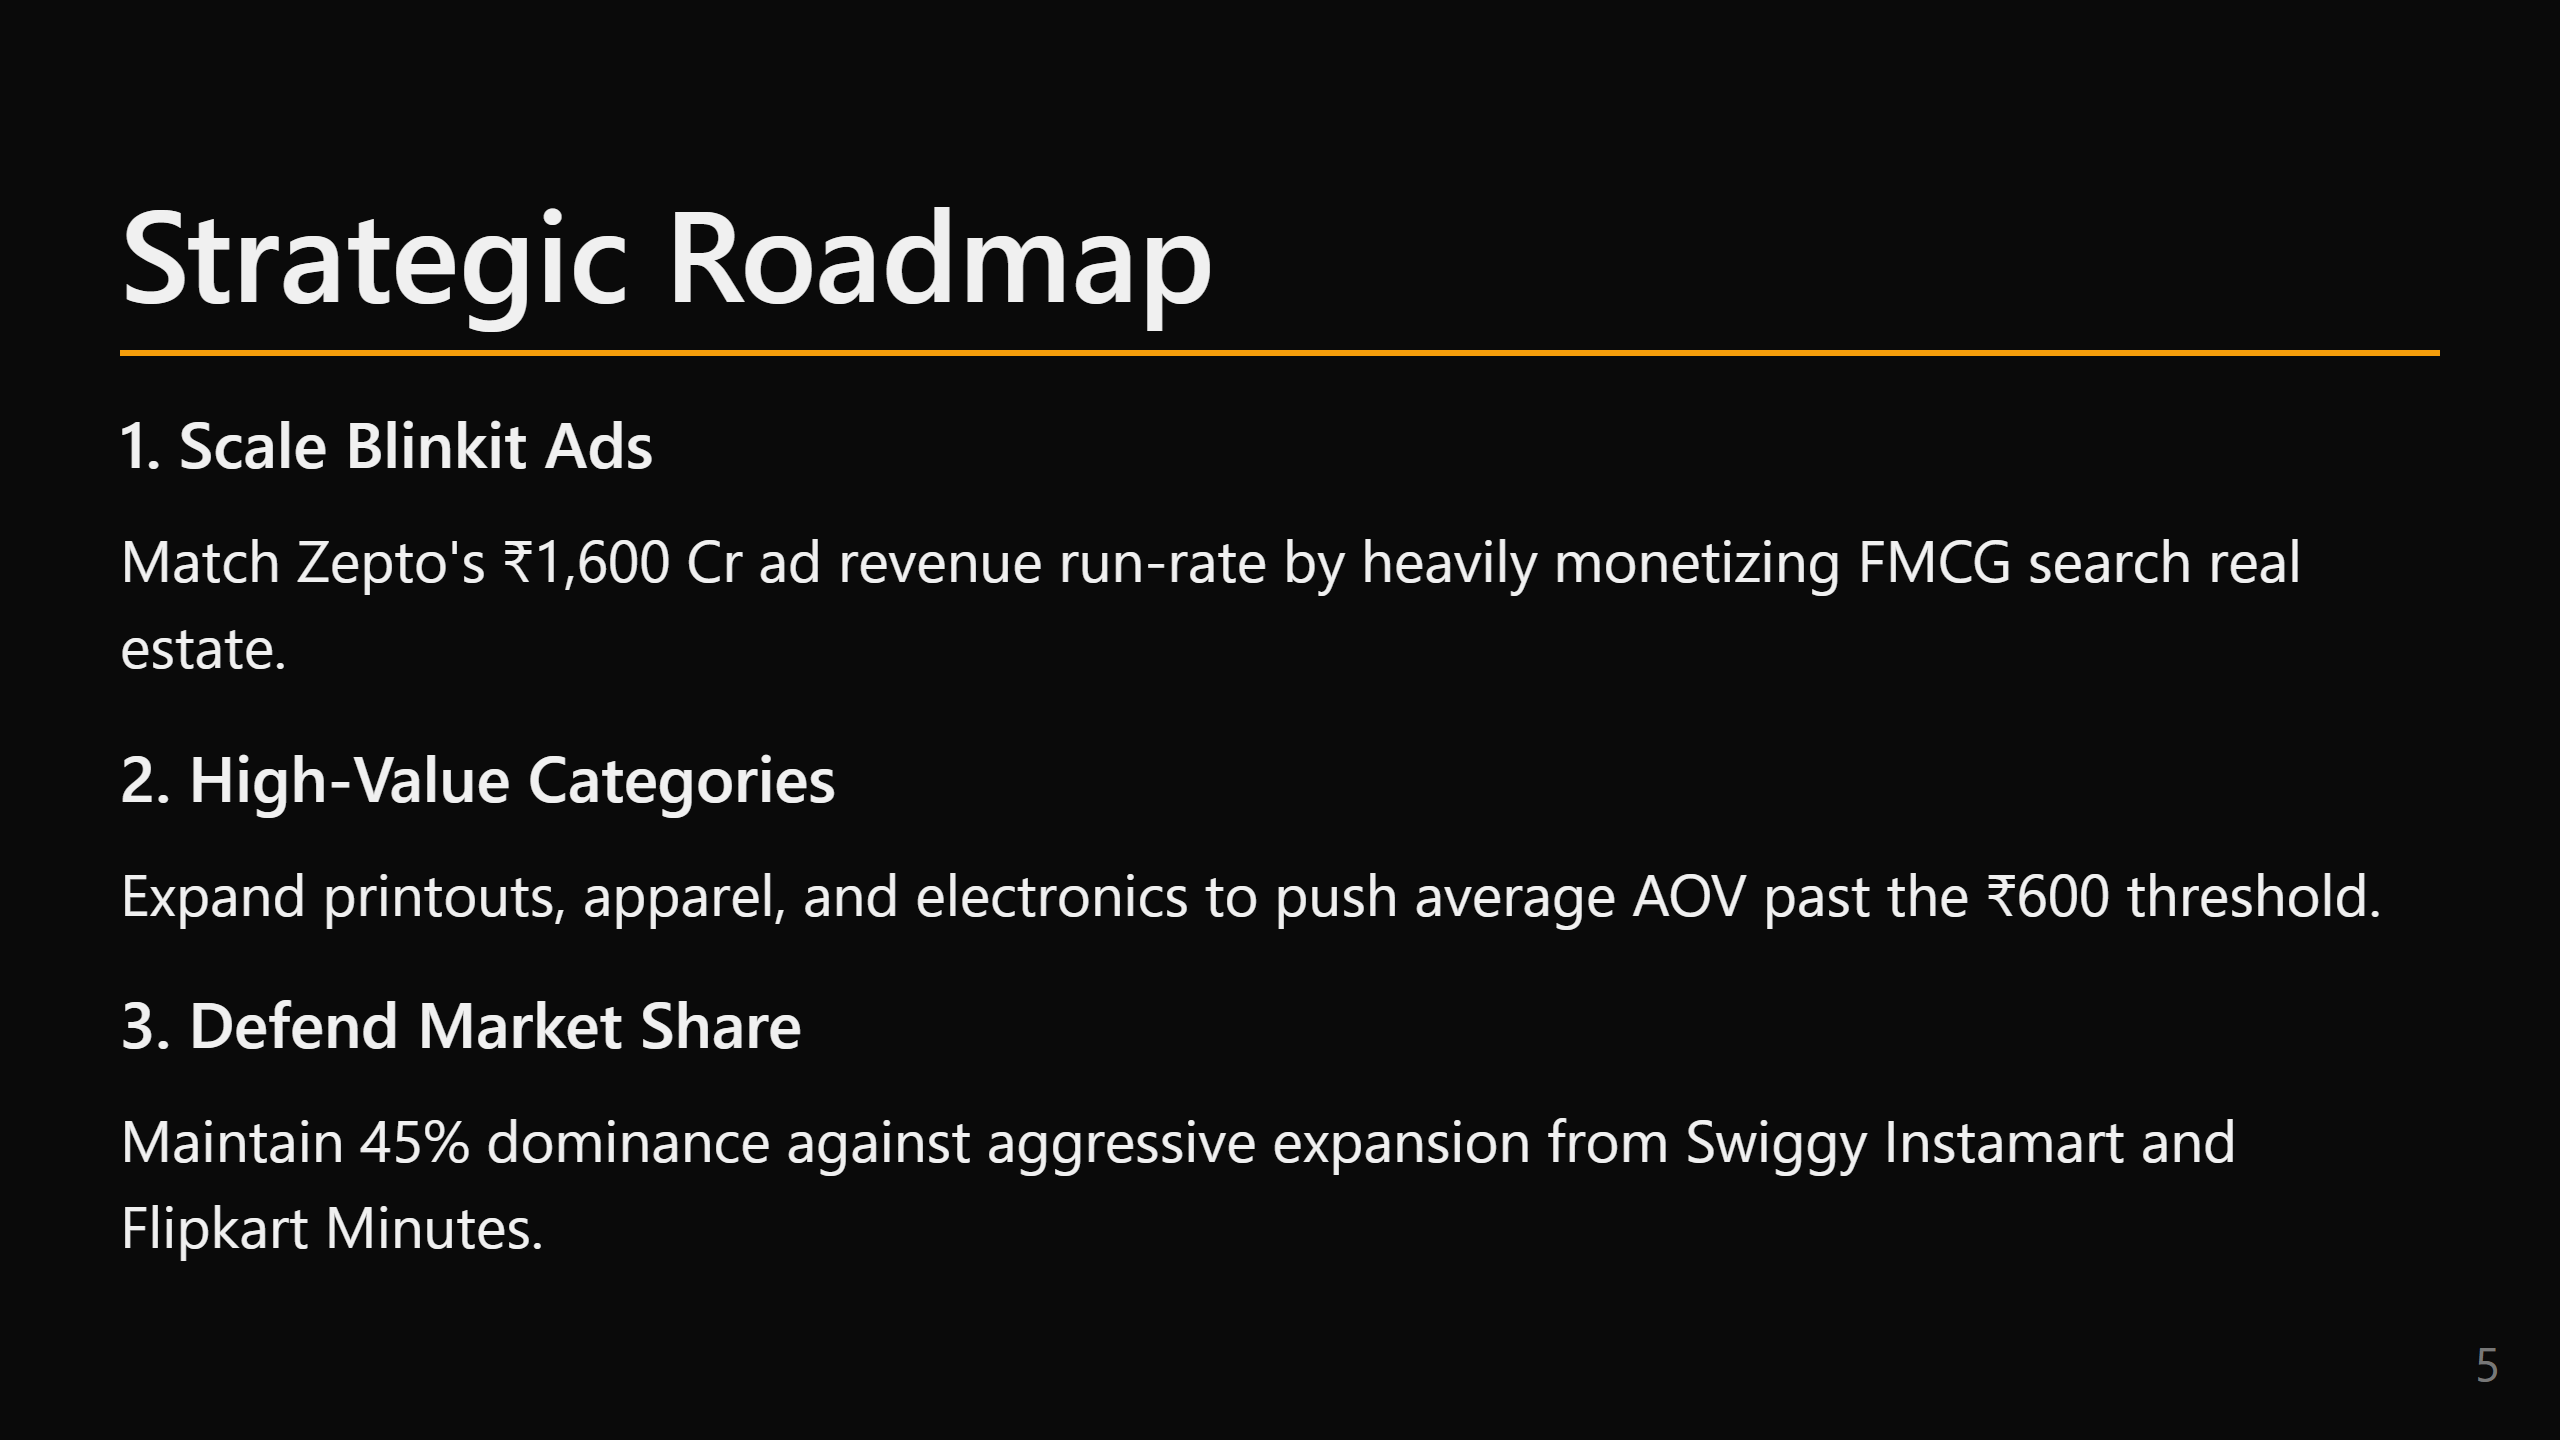 Strategic Roadmap
1. Scale Blinkit Ads
Match Zepto's ₹1,600 Cr ad revenue run-rate by heavily monetizing FMCG search real
estate.
2. High-Value Categories
Expand printouts, apparel, and electronics to push average AOV past the ₹600 threshold.
3. Defend Market Share
Maintain 45% dominance against aggressive expansion from Swiggy Instamart and
Flipkart Minutes.
5